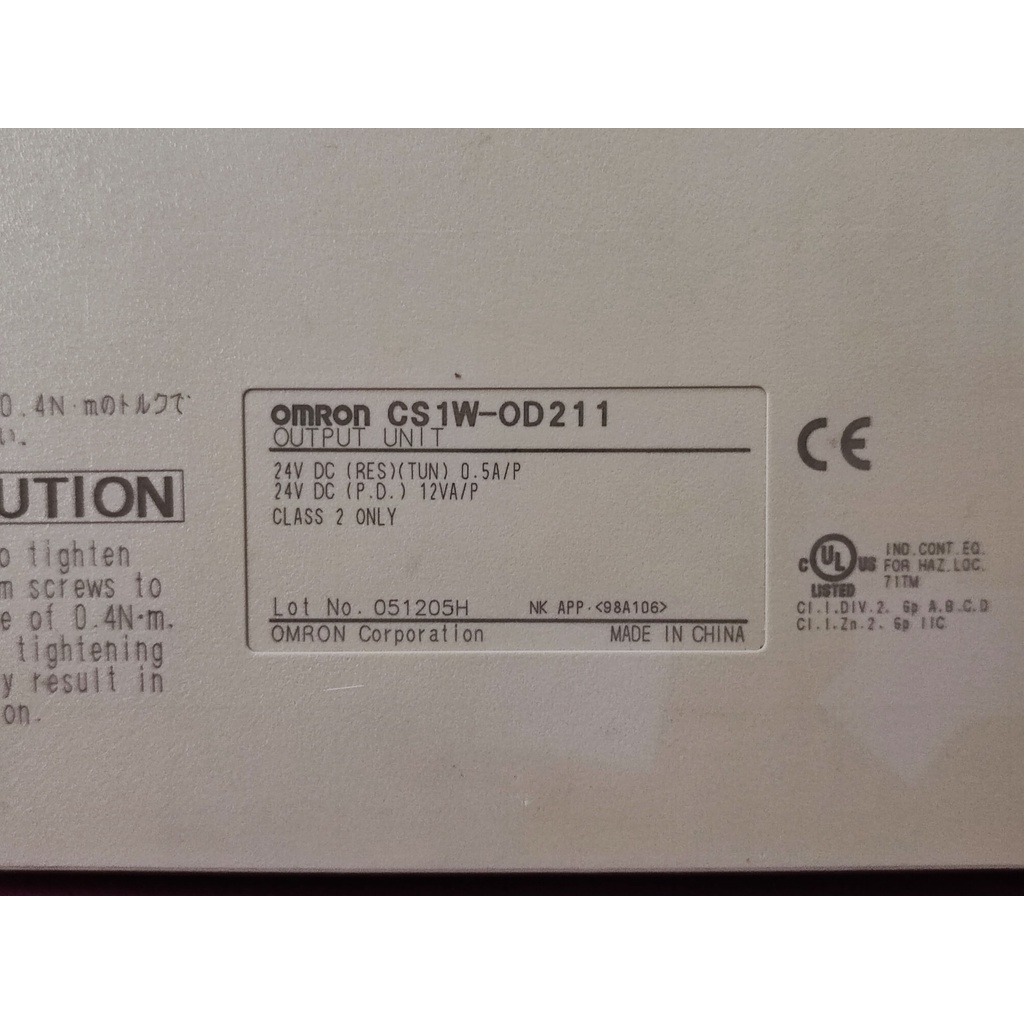 0.4N·mのトルクで
い.
UTION
o tighten
m screws to
e of 0.4N·m.
tightening
y result in
on.
omron CS1W-OD211
OUTPUT UNIT
24V DC (RES)(TUN) 0.5A/P
24V DC (P.D.) 12VA/P
CLASS 2 ONLY
Lot No. 051205H NK APP.<98A106>
OMRON Corporation MADE IN CHINA
CE
c UL US LISTED
IND.CONT.EQ.
FOR HAZ.LOC.
71TM
Cl.I.DIV.2. Gp A.B.C.D
Cl.I.Zn.2. Gp IIC